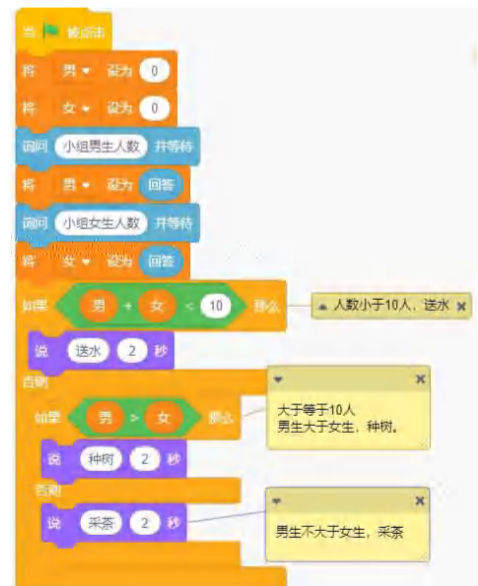 当 被点击
将 男 设为 0
将 女 设为 0
询问 小组男生人数 并等待
将 男 设为 回答
询问 小组女生人数 并等待
将 女 设为 回答
如果 男 + 女 < 10 那么
人数小于10人，送水
说 送水 2 秒
否则
如果 男 > 女 那么
大于等于10人
男生大于女生，种树。
说 种树 2 秒
否则
说 采茶 2 秒
男生不大于女生，采茶